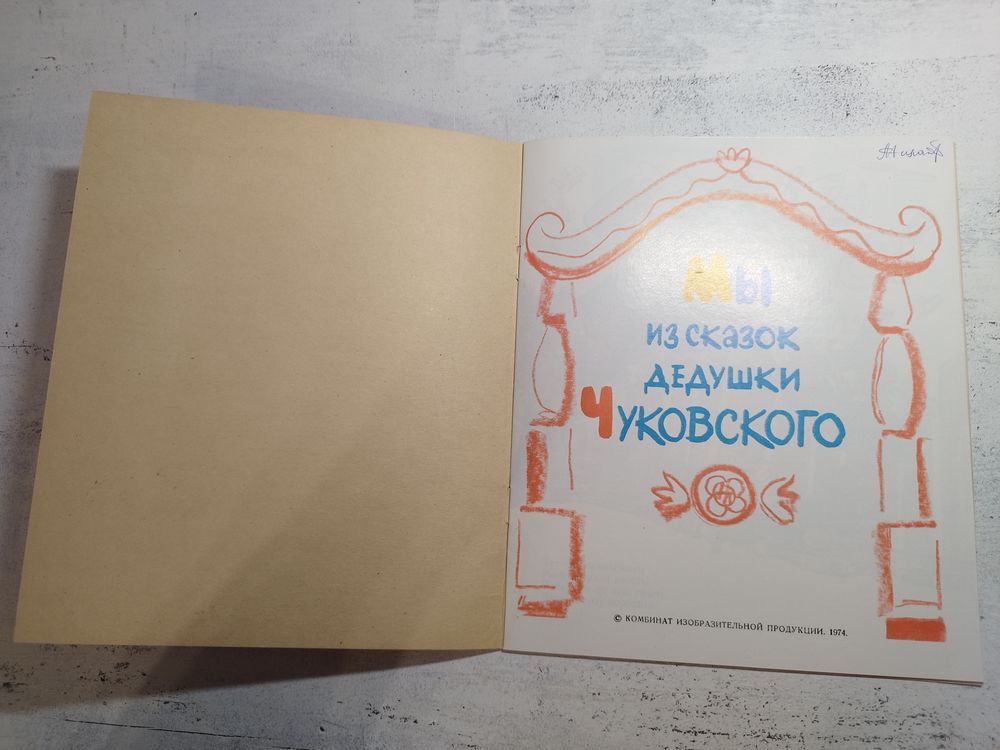 Мы
из сказок
дедушки
Чуковского
© КОМБИНАТ ИЗОБРАЗИТЕЛЬНОЙ ПРОДУКЦИИ. 1974.